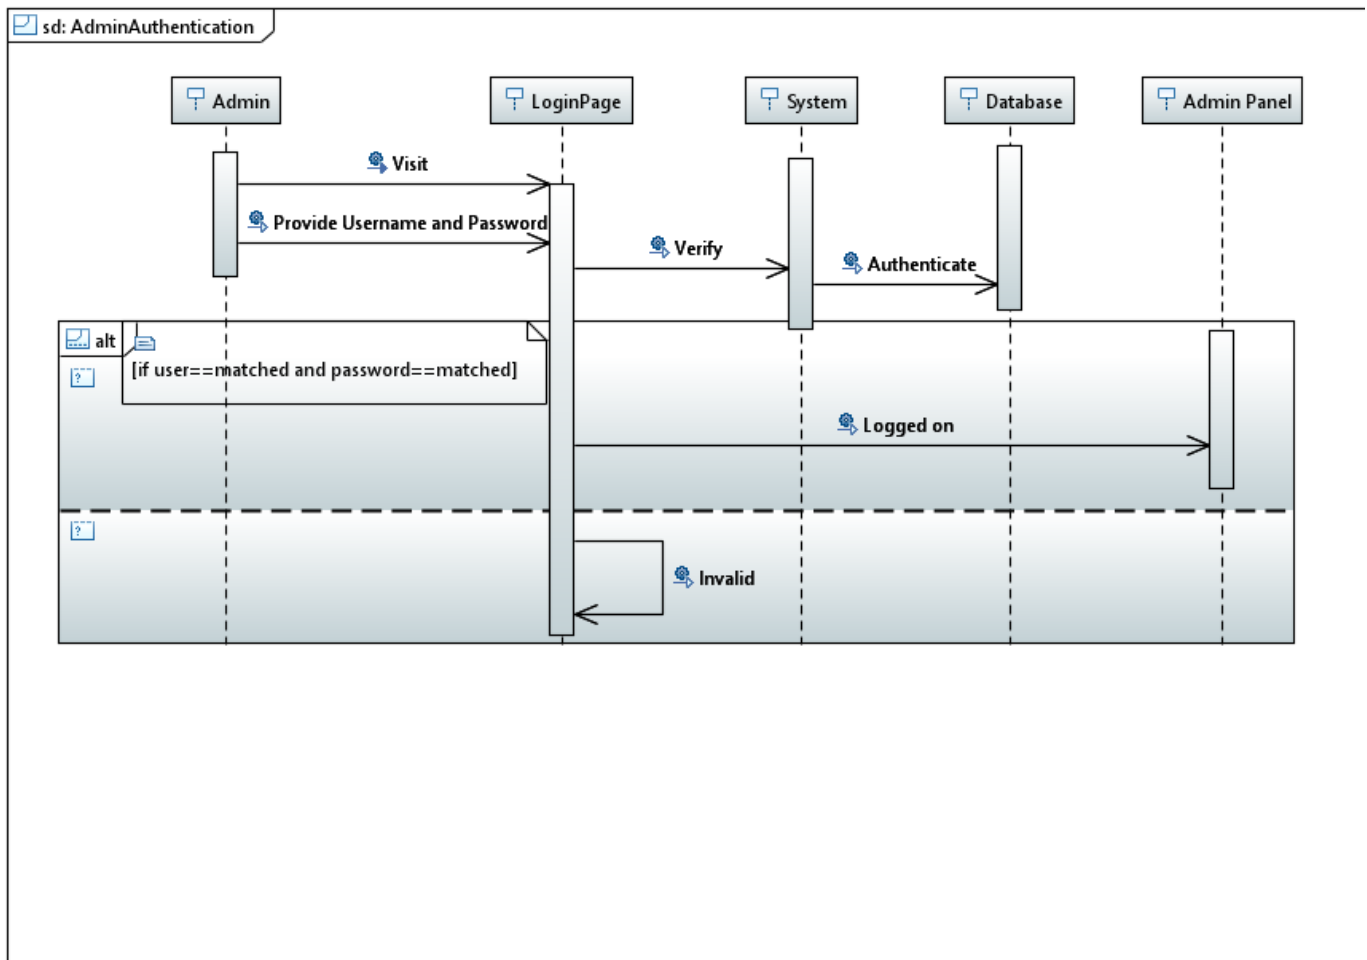 sd: AdminAuthentication
Admin
LoginPage
System
Database
Admin Panel
Visit
Provide Username and Password
Verify
Authenticate
alt
[if user==matched and password==matched]
?
Logged on
?
Invalid